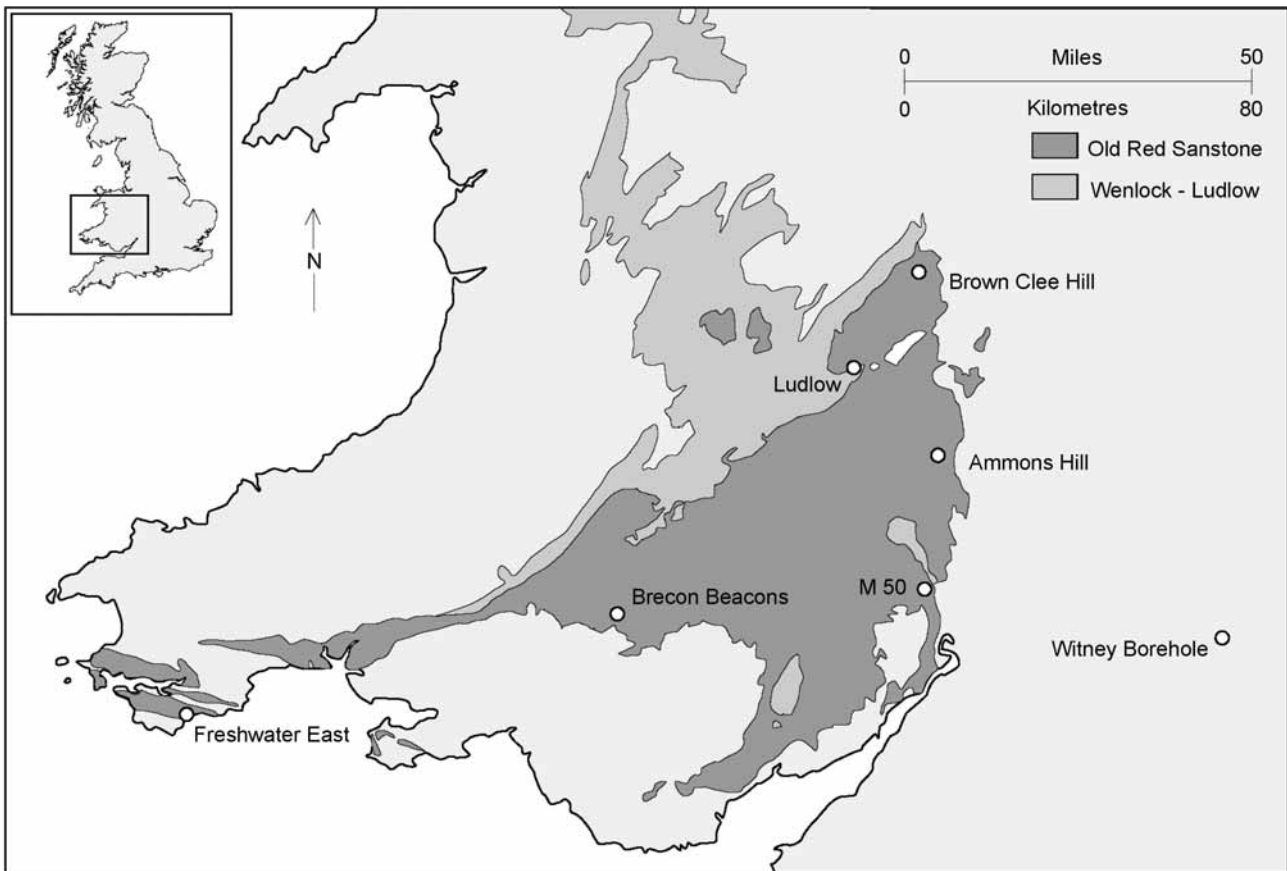 0 50
Miles
0 80
Kilometres
Old Red Sanstone
Wenlock - Ludlow
N
Brown Clee Hill
Ludlow
Ammons Hill
M 50
Brecon Beacons
Witney Borehole
Freshwater East